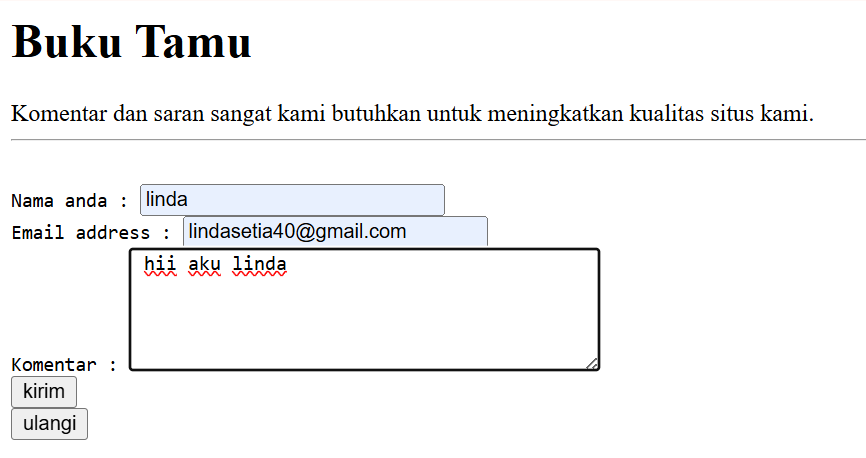 Buku Tamu
Komentar dan saran sangat kami butuhkan untuk meningkatkan kualitas situs kami.
Nama anda : linda
Email address : lindasetia40@gmail.com
hii aku linda
Komentar :
kirim
ulangi